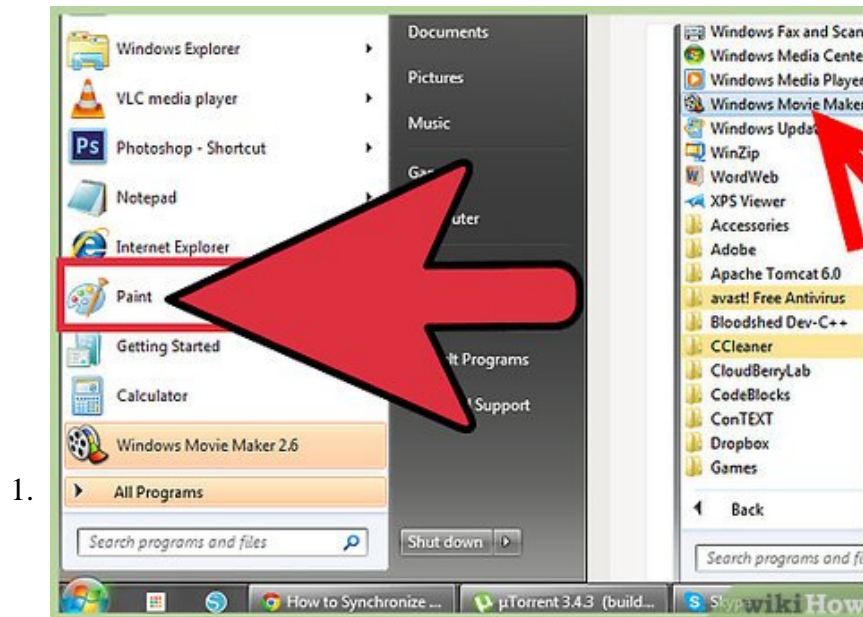 Windows Explorer
VLC media player
Ps Photoshop - Shortcut
Notepad
Internet Explorer
Paint
Getting Started
Calculator
Windows Movie Maker 2.6
1.
All Programs
Search programs and files
Documents
Pictures
Music
Programs
Support
Shut down
Windows Fax and Scan
Windows Media Cente
Windows Media Player
Windows Movie Maker
Windows
WinZip
W WordWeb
XPS Viewer
Accessories
Adobe
Apache Tomcat 6.0
avast! Free Antivirus
Bloodshed Dev-C++
CCleaner
CloudBerryLab
CodeBlocks
ConTEXT
Dropbox
Games
Back
Search programs and fi
How to Synchronize ...
µTorrent 3.4.3 (build...
S
wikiHow